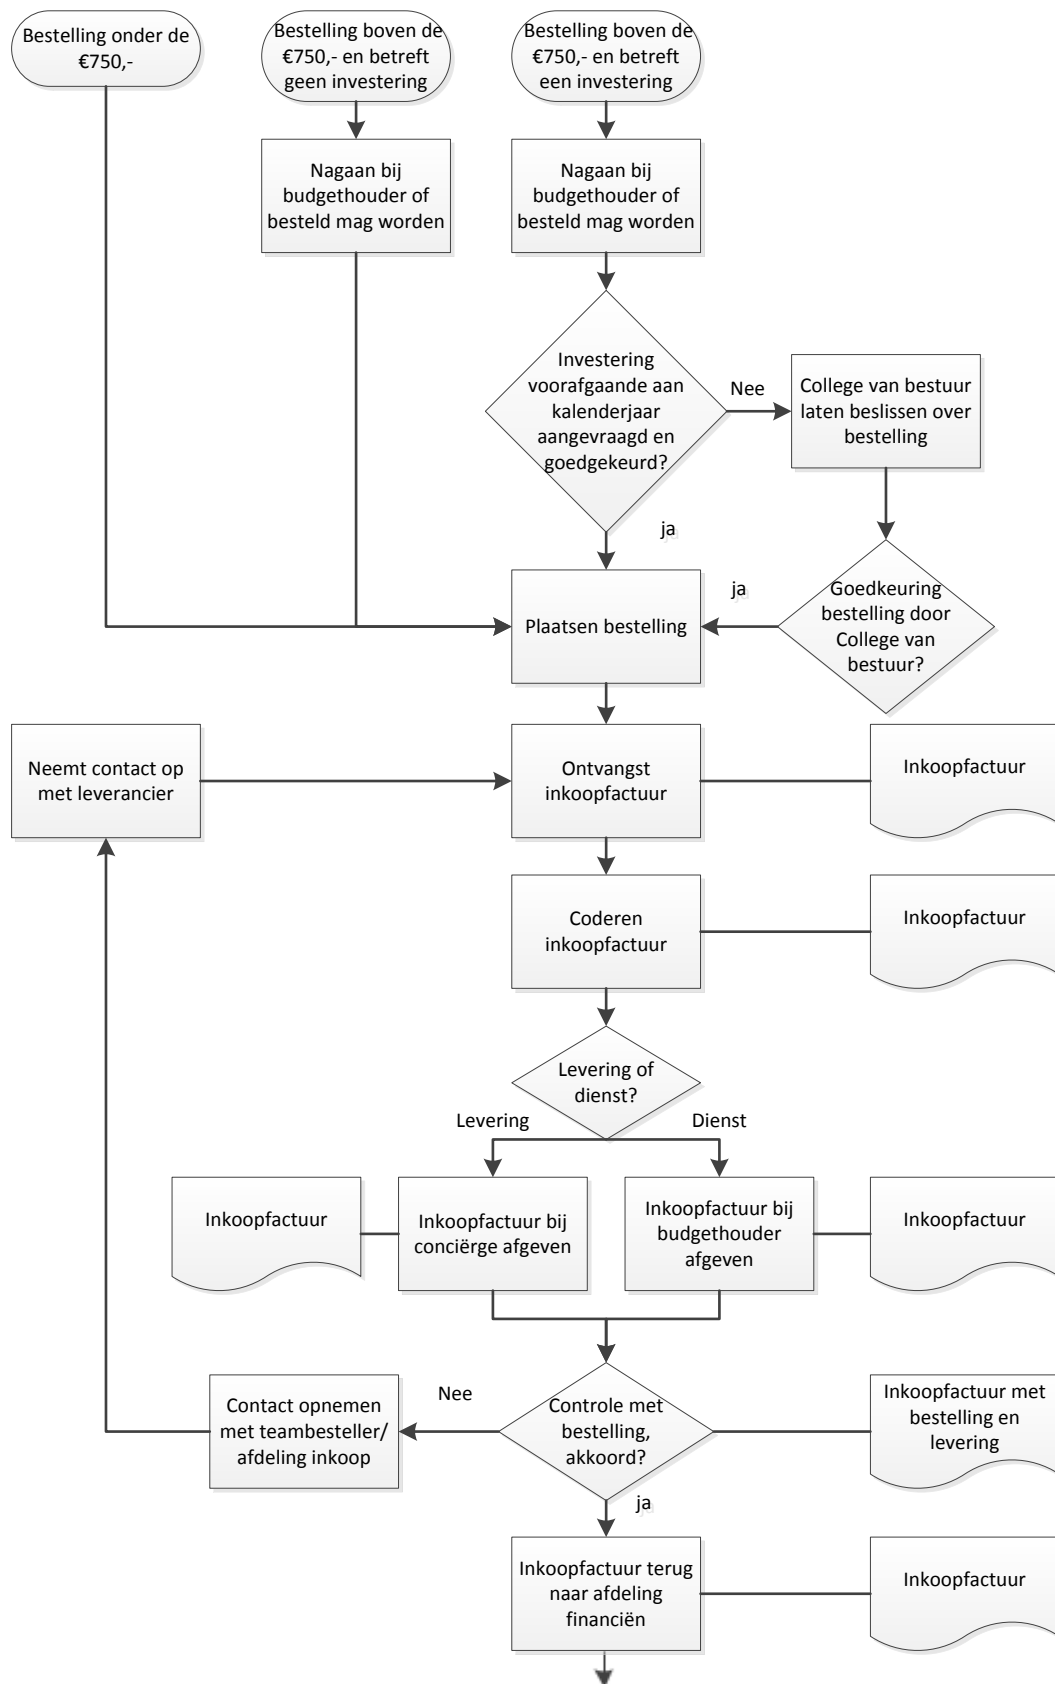 Bestelling onder de
€750,-
Bestelling boven de
€750,- en betreft
geen investering
Bestelling boven de
€750,- en betreft
een investering
Nagaan bij
budgethouder of
besteld mag worden
Nagaan bij
budgethouder of
besteld mag worden
Investering
voorafgaande aan
kalenderjaar
aangevraagd en
goedgekeurd?
Nee
College van bestuur
laten beslissen over
bestelling
ja
Plaatsen bestelling
ja
Goedkeuring
bestelling door
College van
bestuur?
Neemt contact op
met leverancier
Ontvangst
inkoopfactuur
Inkoopfactuur
Coderen
inkoopfactuur
Inkoopfactuur
Levering of
dienst?
Levering
Dienst
Inkoopfactuur
Inkoopfactuur bij
conciërge afgeven
Inkoopfactuur bij
budgethouder
afgeven
Inkoopfactuur
Contact opnemen
met teambesteller/
afdeling inkoop
Nee
Controle met
bestelling,
akkoord?
Inkoopfactuur met
bestelling en
levering
ja
Inkoopfactuur terug
naar afdeling
financiën
Inkoopfactuur